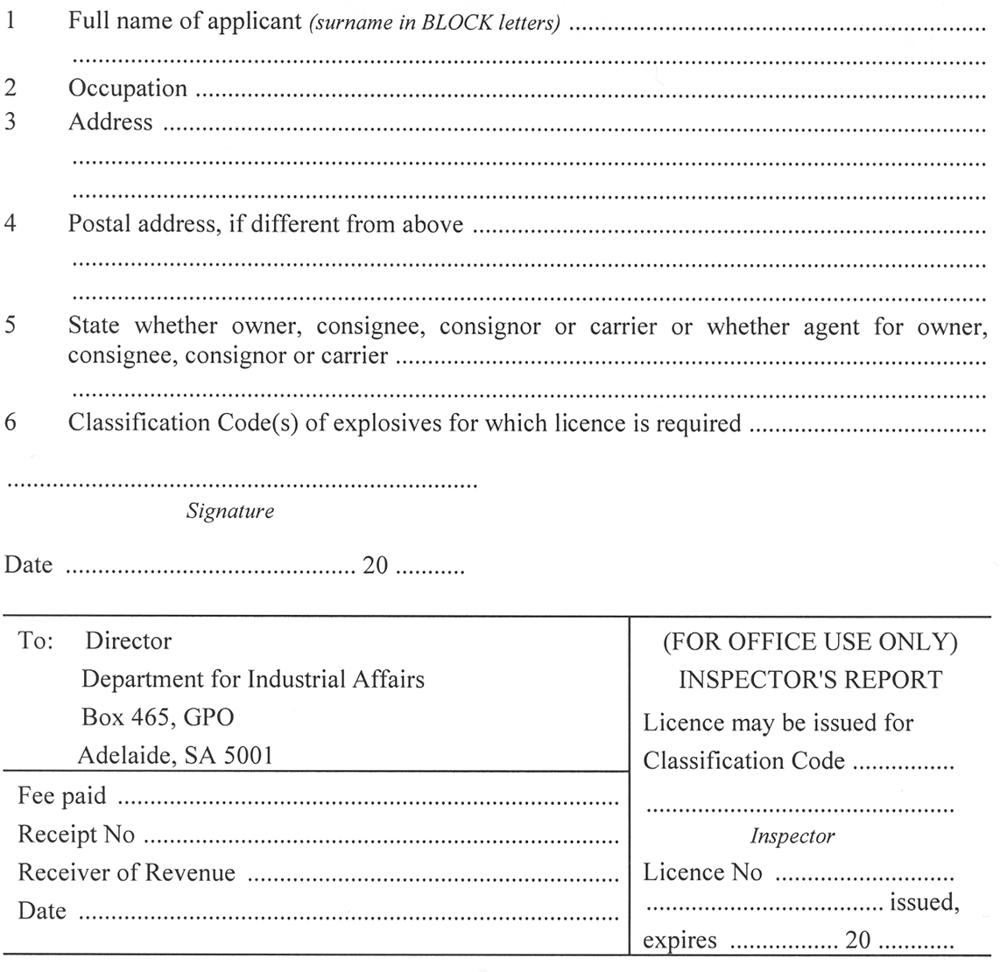 1 Full name of applicant (surname in BLOCK letters) ................................................................
................................................................................................................................
2 Occupation ................................................................................................................
3 Address ................................................................................................................
................................................................................................................................
................................................................................................................................
4 Postal address, if different from above ................................................................
................................................................................................................................
................................................................................................................................
5 State whether owner, consignee, consignor or carrier or whether agent for owner,
consignee, consignor or carrier ................................................................
................................................................................................................................
6 Classification Code(s) of explosives for which licence is required .....................................
.........................................................................
Signature
Date ............................................. 20 ...........
To: Director
Department for Industrial Affairs
Box 465, GPO
Adelaide, SA 5001
Fee paid ..............................................................................
Receipt No ..........................................................................
Receiver of Revenue ..........................................................
Date ....................................................................................
(FOR OFFICE USE ONLY)
INSPECTOR'S REPORT
Licence may be issued for
Classification Code ................
................................................
Inspector
Licence No ............................
..................................... issued,
expires ................. 20 ............